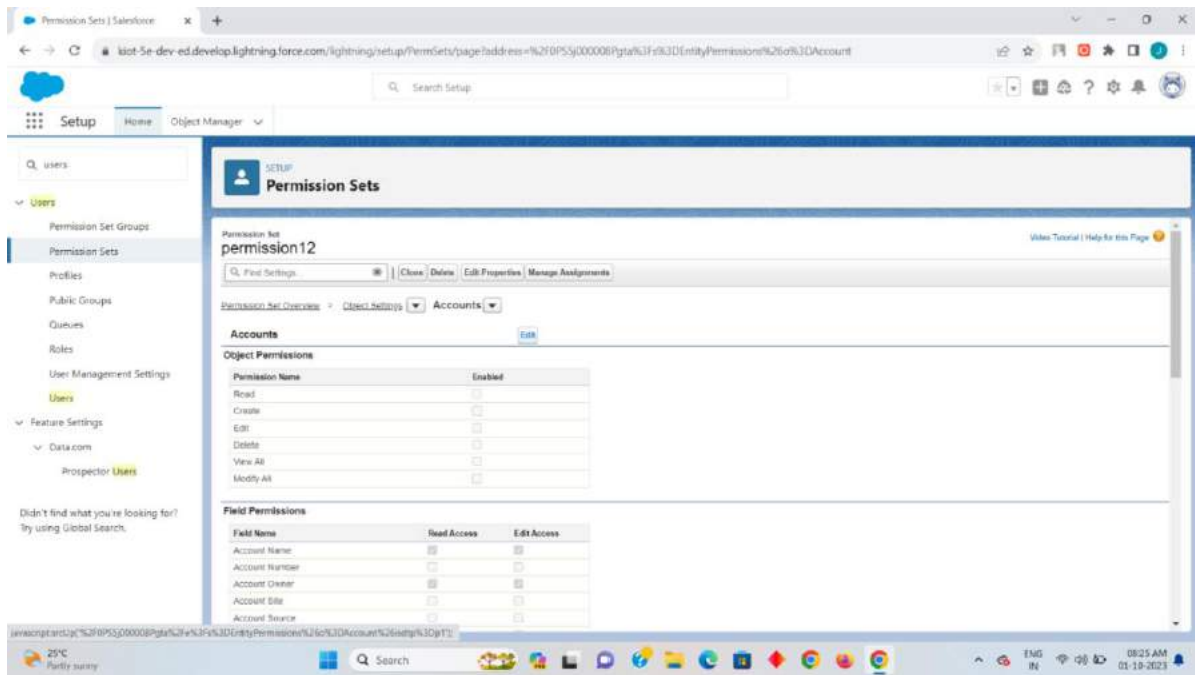 Permission Sets | Salesforce
kiot-5e-dev-ed.develop.lightning.force.com/lightning/setup/PermSets/page?address=%2F0PS5j000008Pgta%3Fs%3DEntityPermissions%26o%3DAccount
Search Setup
Setup Home Object Manager
users
SETUP
Permission Sets
Users
Permission Set Groups
Permission Sets
Profiles
Public Groups
Queues
Roles
User Management Settings
Users
Feature Settings
Data.com
Prospector Users
Didn't find what you're looking for?
Try using Global Search.
Permission Set
permission12
Video Tutorial | Help for this Page
Find Settings Clone Delete Edit Properties Manage Assignments
Permission Set Overview > Object Settings Accounts
Accounts Edit
Object Permissions
Permission Name Enabled
Read
Create
Edit
Delete
View All
Modify All
Field Permissions
Field Name Read Access Edit Access
Account Name
Account Number
Account Owner
Account Site
Account Source
25°C
Partly sunny
Search
ENG
IN
08:25 AM
01-10-2023